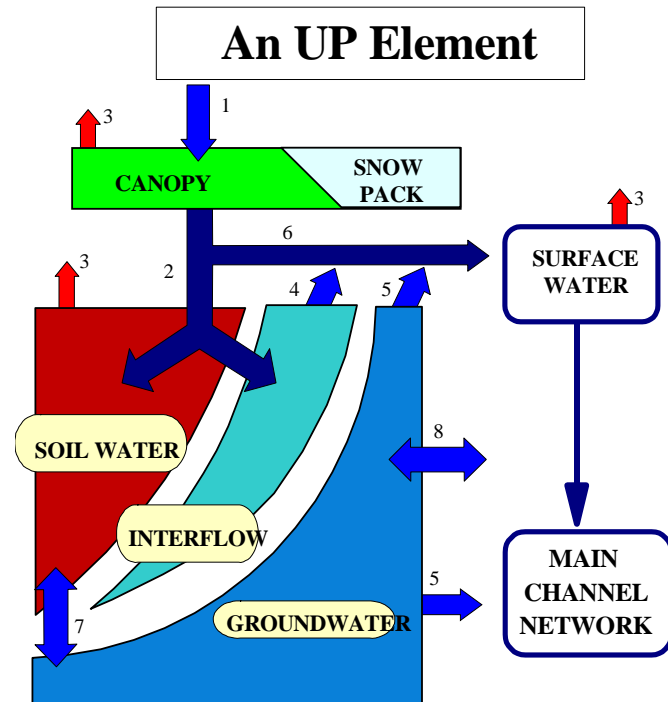 An UP Element
1
3
CANOPY
SNOW
PACK
3
6
2
3
4
5
SURFACE
WATER
SOIL WATER
8
INTERFLOW
5
MAIN
CHANNEL
NETWORK
7
GROUNDWATER